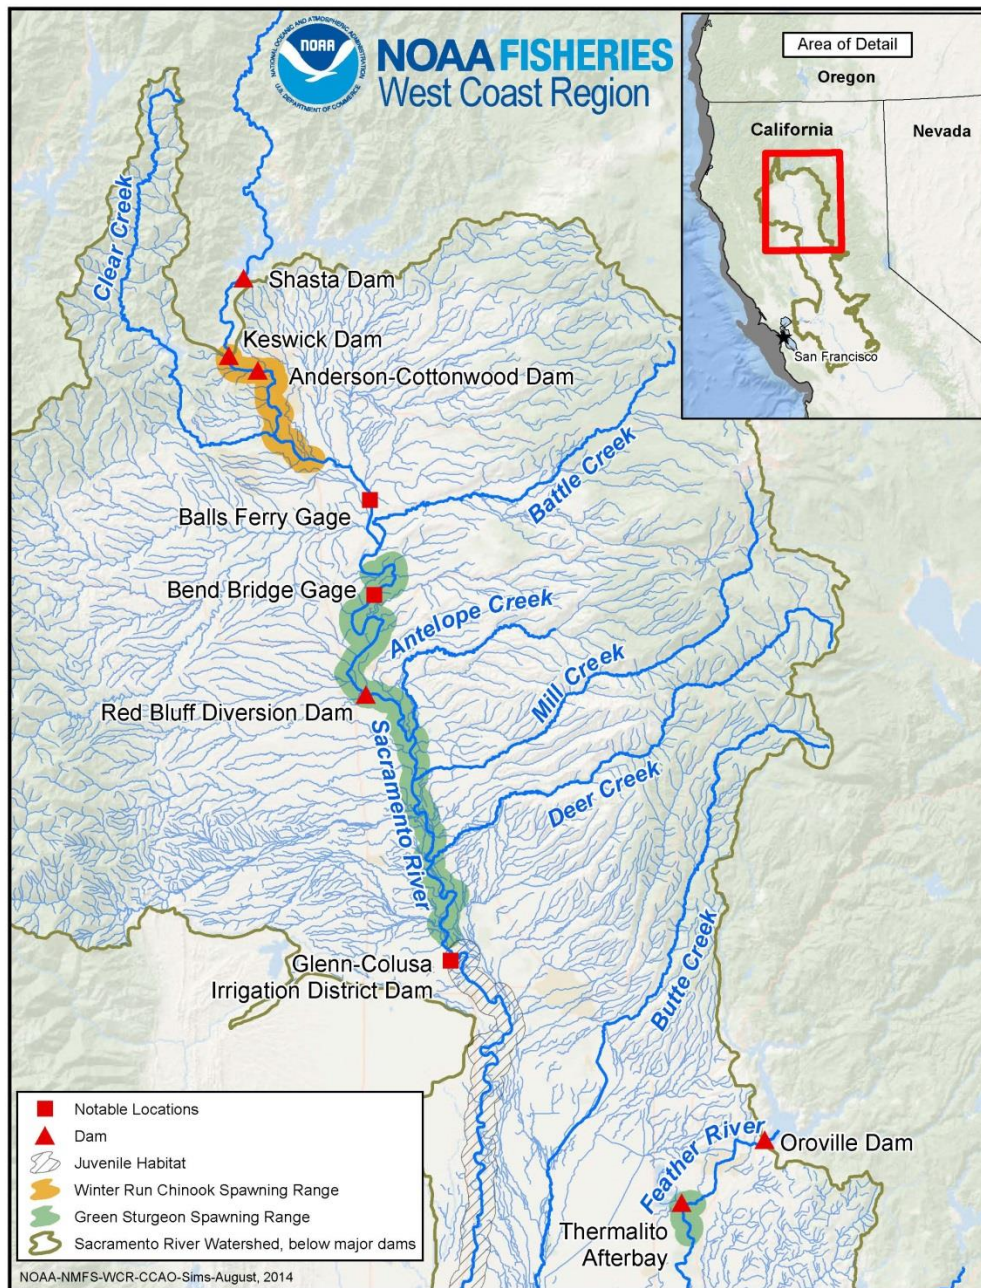 NATIONAL OCEANIC AND ATMOSPHERIC ADMINISTRATION
NOAA
U.S. DEPARTMENT OF COMMERCE
NOAA FISHERIES
West Coast Region
Area of Detail
Oregon
California
Nevada
San Francisco
Clear Creek
Shasta Dam
Keswick Dam
Anderson-Cottonwood Dam
Battle Creek
Balls Ferry Gage
Bend Bridge Gage
Antelope Creek
Mill Creek
Red Bluff Diversion Dam
Sacramento River
Deer Creek
Butte Creek
Glenn-Colusa
Irrigation District Dam
Feather River
Oroville Dam
Thermalito
Afterbay
Notable Locations
Dam
Juvenile Habitat
Winter Run Chinook Spawning Range
Green Sturgeon Spawning Range
Sacramento River Watershed, below major dams
NOAA-NMFS-WCR-CCAO-Sims-August, 2014